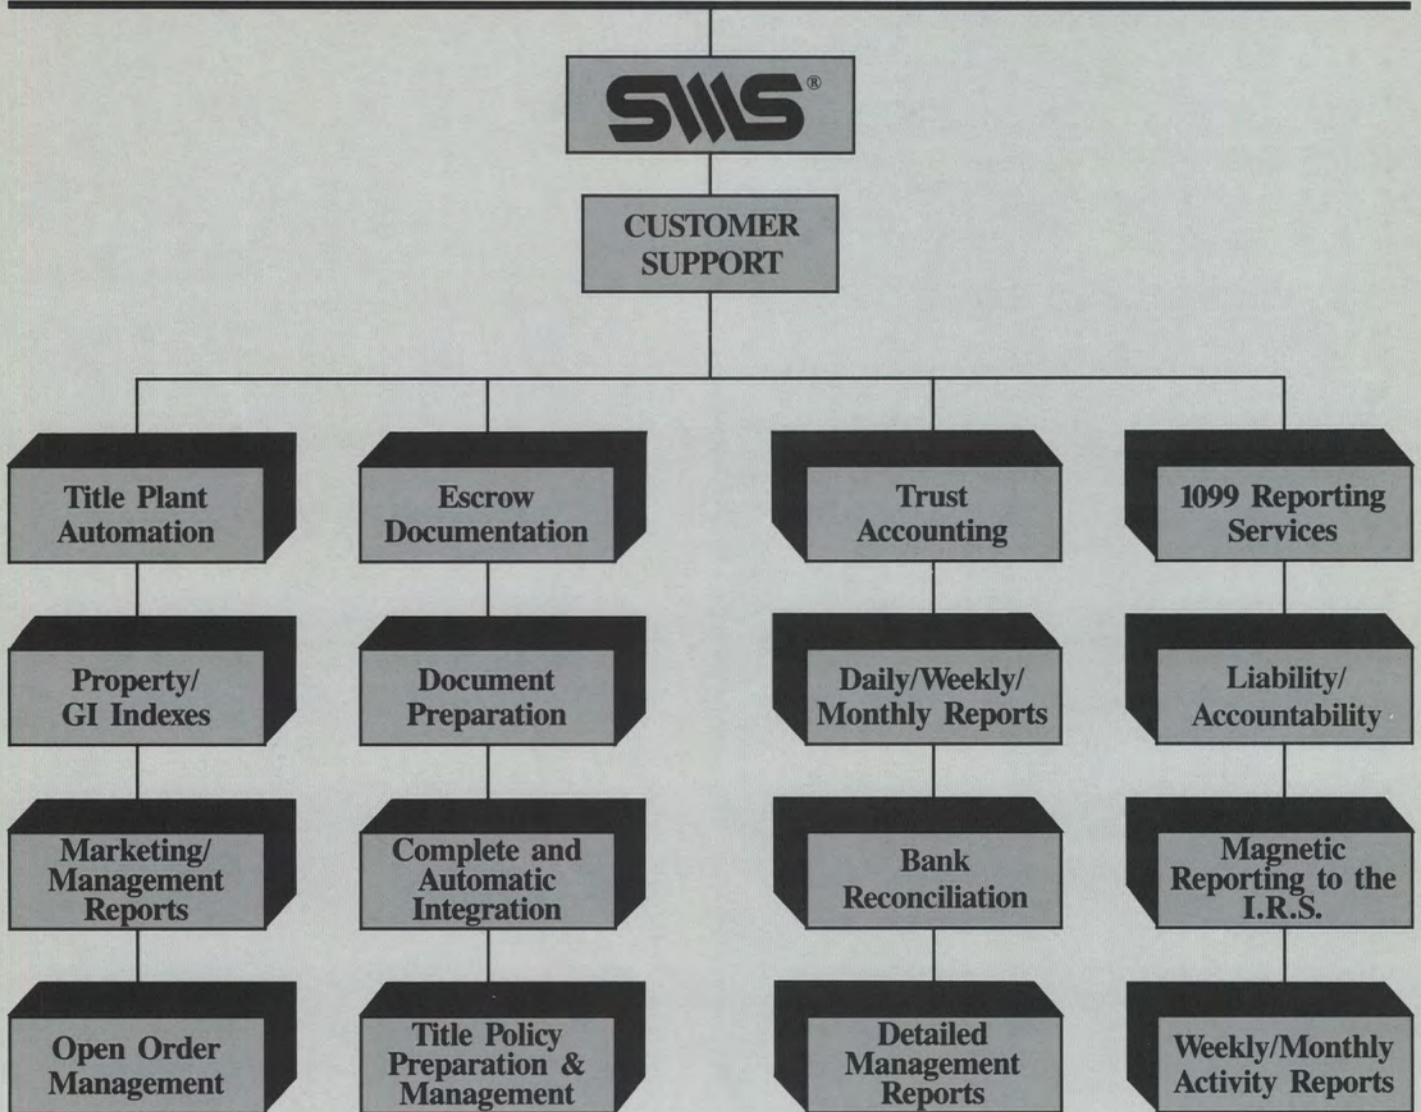 SMS®
CUSTOMER
SUPPORT
Title Plant
Automation
Escrow
Documentation
Trust
Accounting
1099 Reporting
Services
Property/
GI Indexes
Document
Preparation
Daily/Weekly/
Monthly Reports
Liability/
Accountability
Marketing/
Management
Reports
Complete and
Automatic
Integration
Bank
Reconciliation
Magnetic
Reporting to the
I.R.S.
Open Order
Management
Title Policy
Preparation &
Management
Detailed
Management
Reports
Weekly/Monthly
Activity Reports